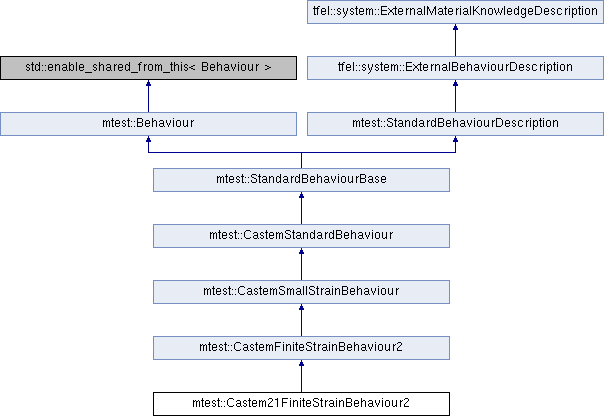 tfel::system::ExternalMaterialKnowledgeDescription
std::enable_shared_from_this< Behaviour >
tfel::system::ExternalBehaviourDescription
mtest::Behaviour
mtest::StandardBehaviourDescription
mtest::StandardBehaviourBase
mtest::CastemStandardBehaviour
mtest::CastemSmallStrainBehaviour
mtest::CastemFiniteStrainBehaviour2
mtest::Castem21FiniteStrainBehaviour2